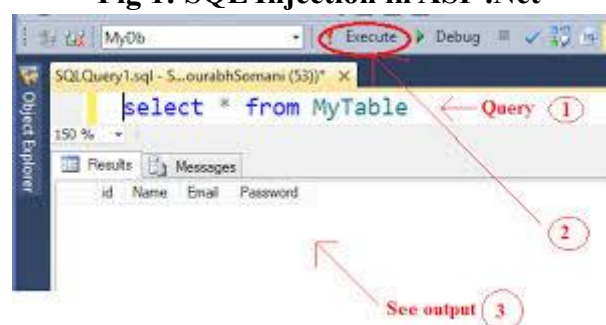 Fig 1: SQL Injection in ASP.Net
MyDb Execute Debug
SQLQuery1.sql - S...ourabhSomani (53))* ×
Object Explorer
select * from MyTable
Query 1
150 %
Results Messages
id Name Email Password
2
See output 3